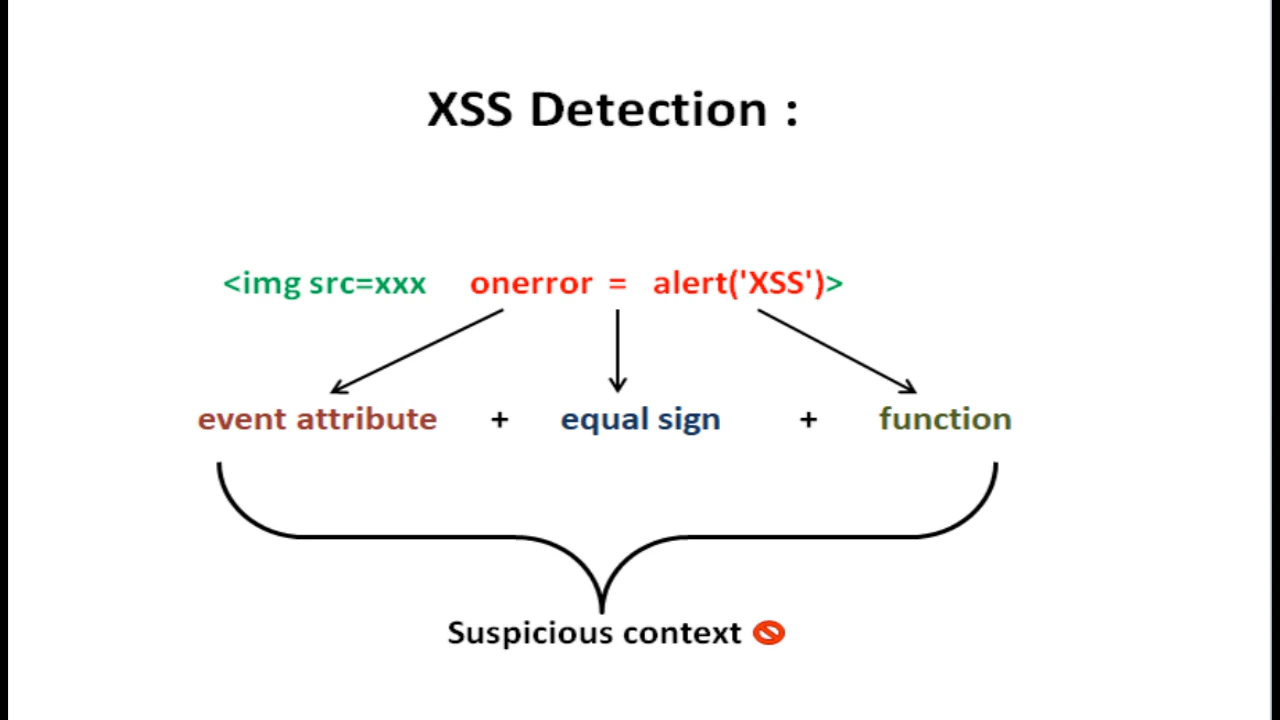 XSS Detection :
<img src=xxx onerror = alert('XSS')>
event attribute + equal sign + function
Suspicious context